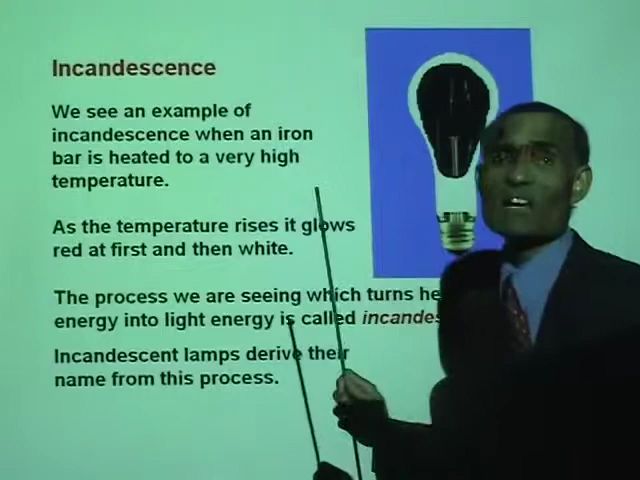 Incandescence
We see an example of
incandescence when an iron
bar is heated to a very high
temperature.
As the temperature rises it glows
red at first and then white.
The process we are seeing which turns he
energy into light energy is called incandes
Incandescent lamps derive their
name from this process.